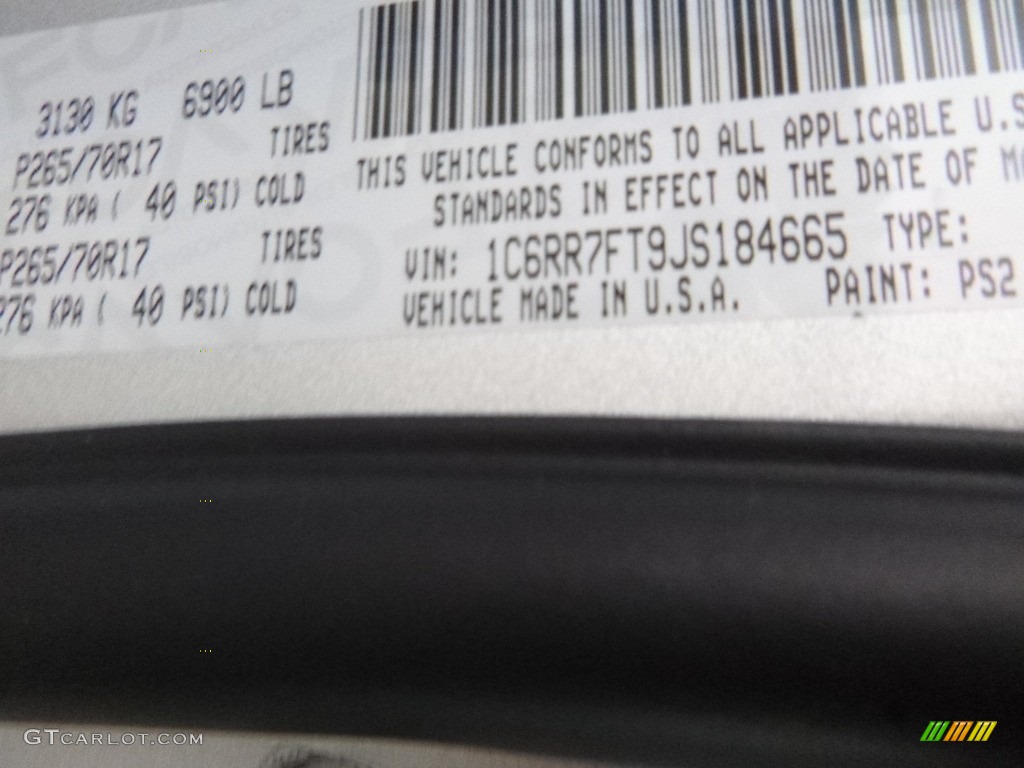 3130 KG 6900 LB
P265/70R17 TIRES
276 KPA ( 40 PSI) COLD
P265/70R17 TIRES
276 KPA ( 40 PSI) COLD
THIS VEHICLE CONFORMS TO ALL APPLICABLE U.S
STANDARDS IN EFFECT ON THE DATE OF
VIN: 1C6RR7FT9JS184665 TYPE:
VEHICLE MADE IN U.S.A. PAINT: PS2
GTCARLOT.COM